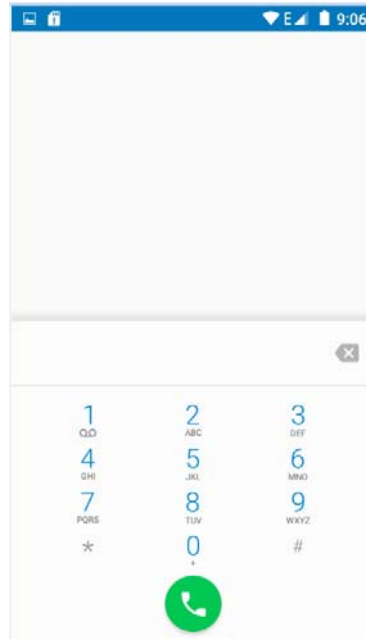 E 9:06
1 2 3
ABC DEF
4 5 6
GHI JKL MNO
7 8 9
PQRS TUV WXYZ
* 0 #
+